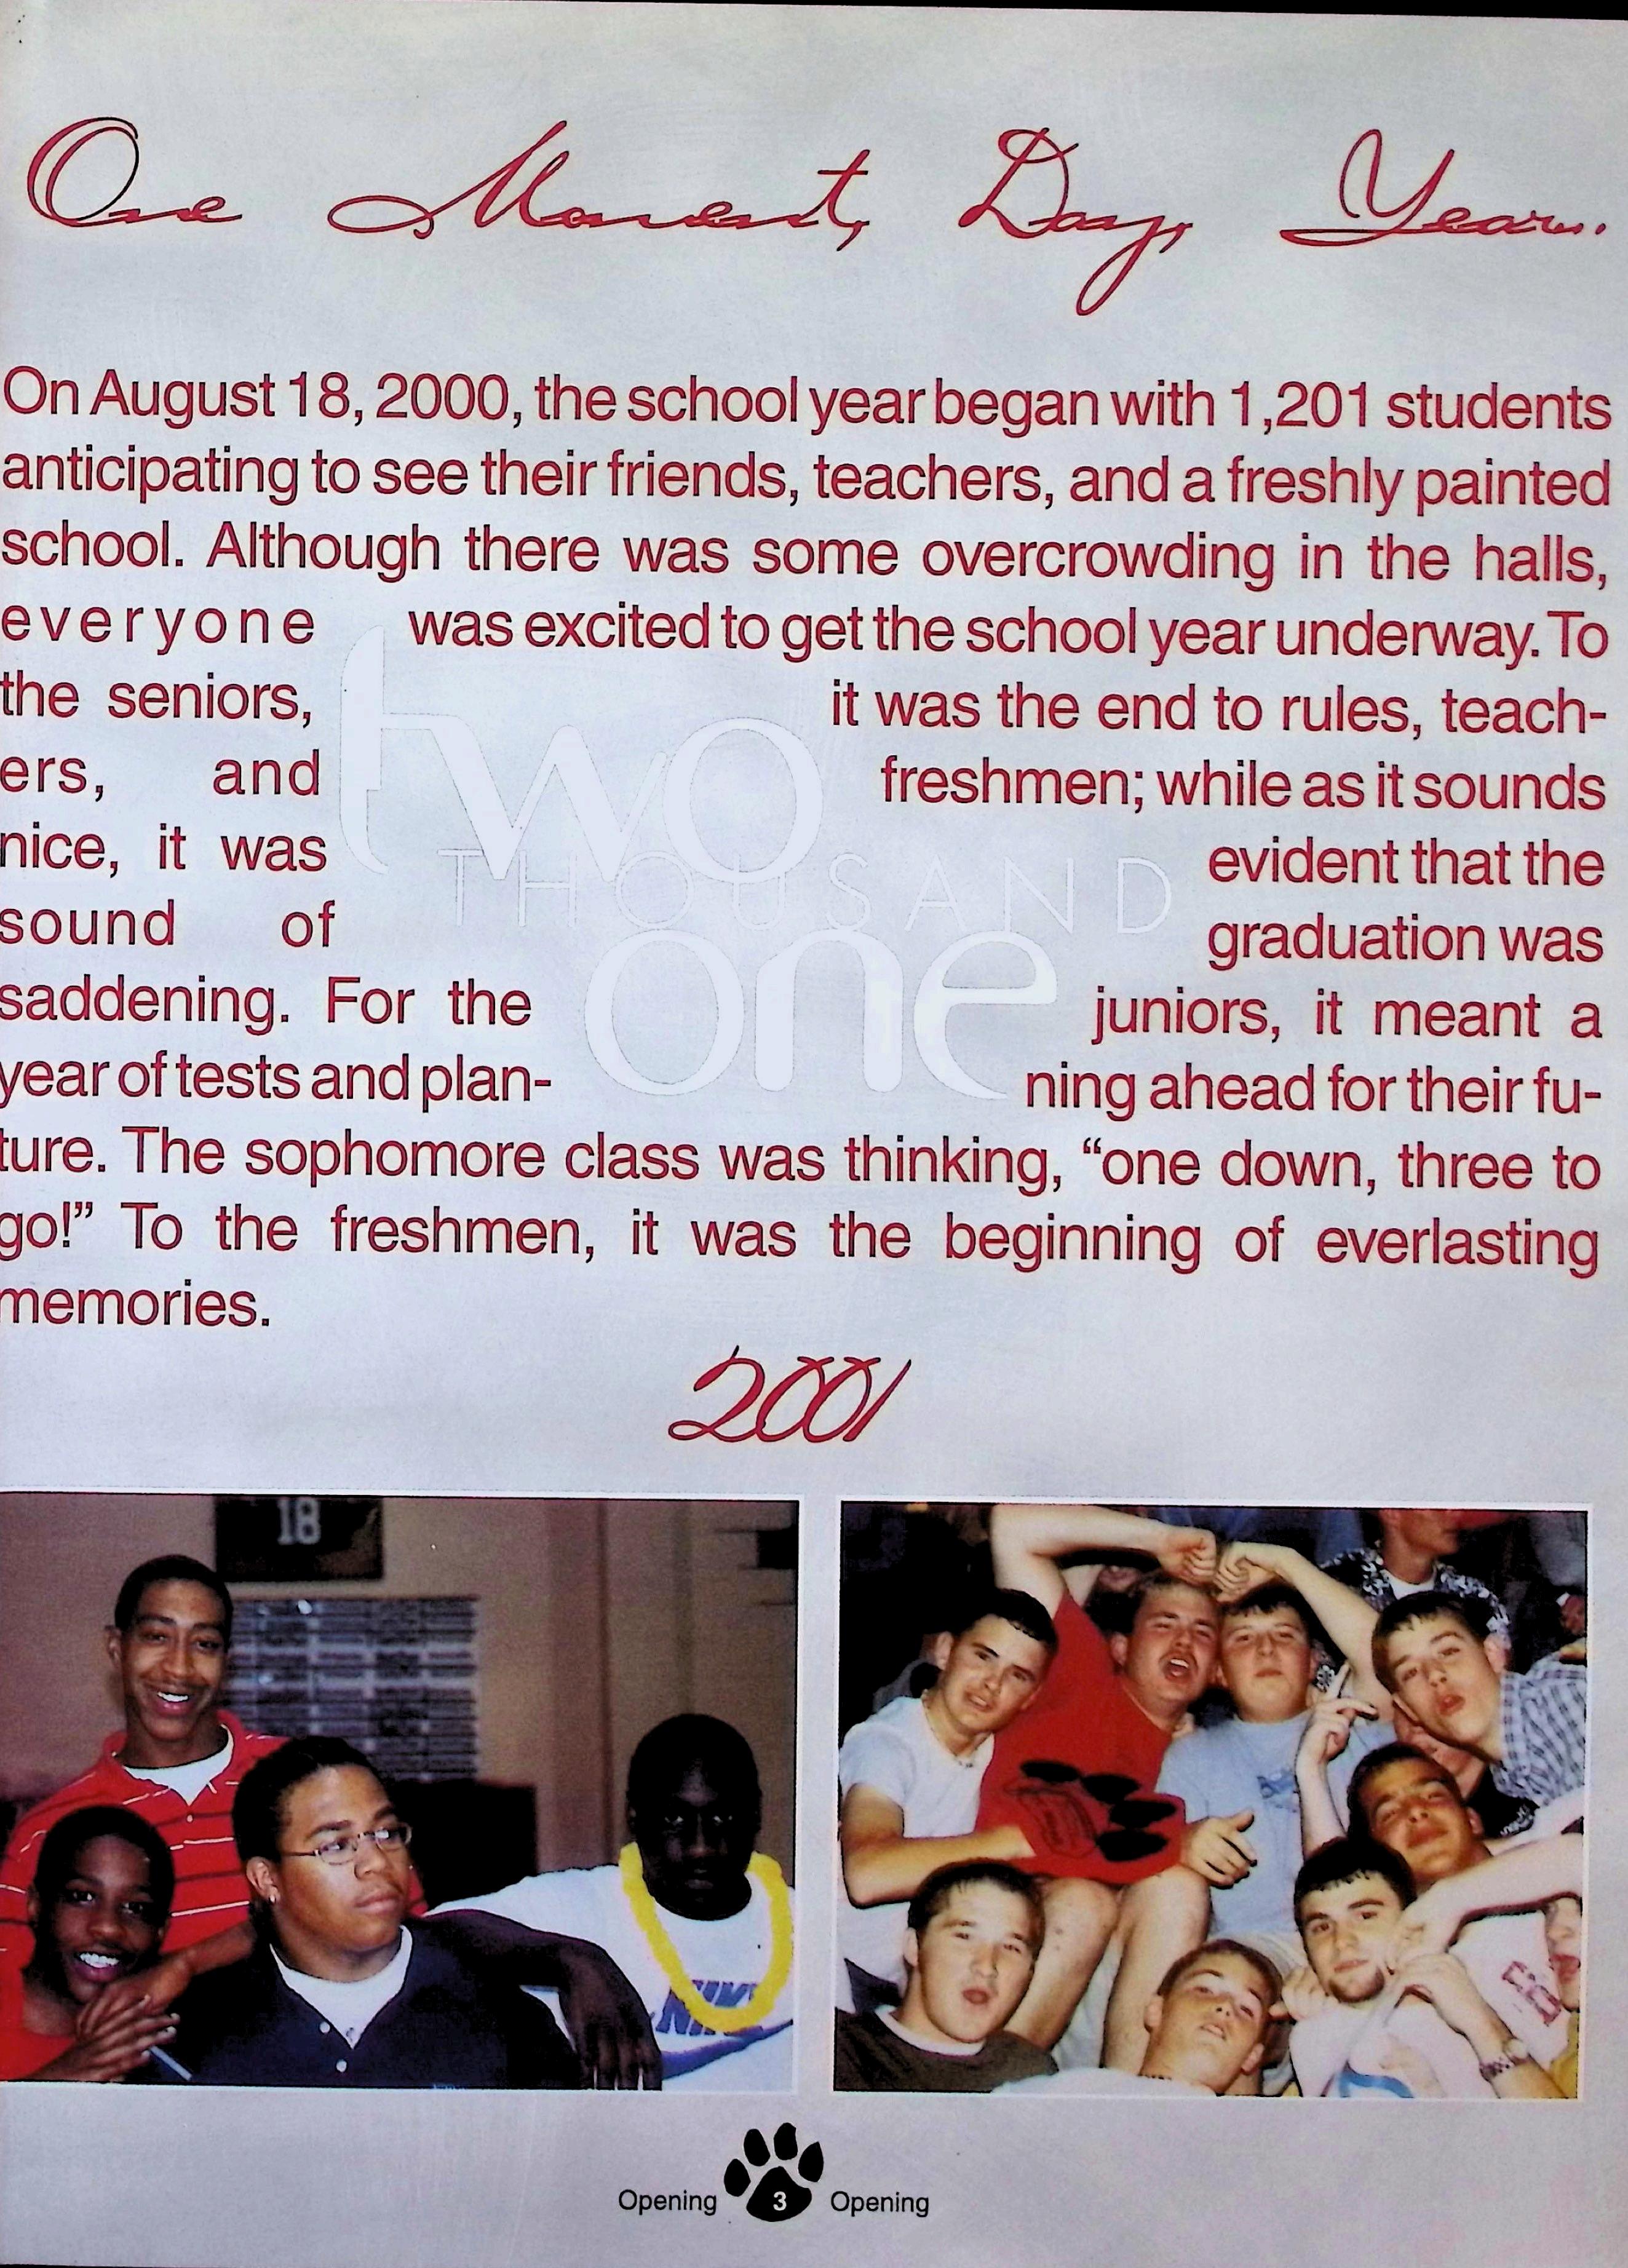 One Moment, Day, Year...
On August 18, 2000, the school year began with 1,201 students
anticipating to see their friends, teachers, and a freshly painted
school. Although there was some overcrowding in the halls,
everyone was excited to get the school year underway. To
the seniors, it was the end to rules, teach-
ers, and freshmen; while as it sounds
nice, it was evident that the
sound of graduation was
saddening. For the juniors, it meant a
year of tests and plan- ning ahead for their fu-
ture. The sophomore class was thinking, “one down, three to
go!” To the freshmen, it was the beginning of everlasting
memories.
two
THOUSAND
one
2001
18
NIKE
Opening 3 Opening